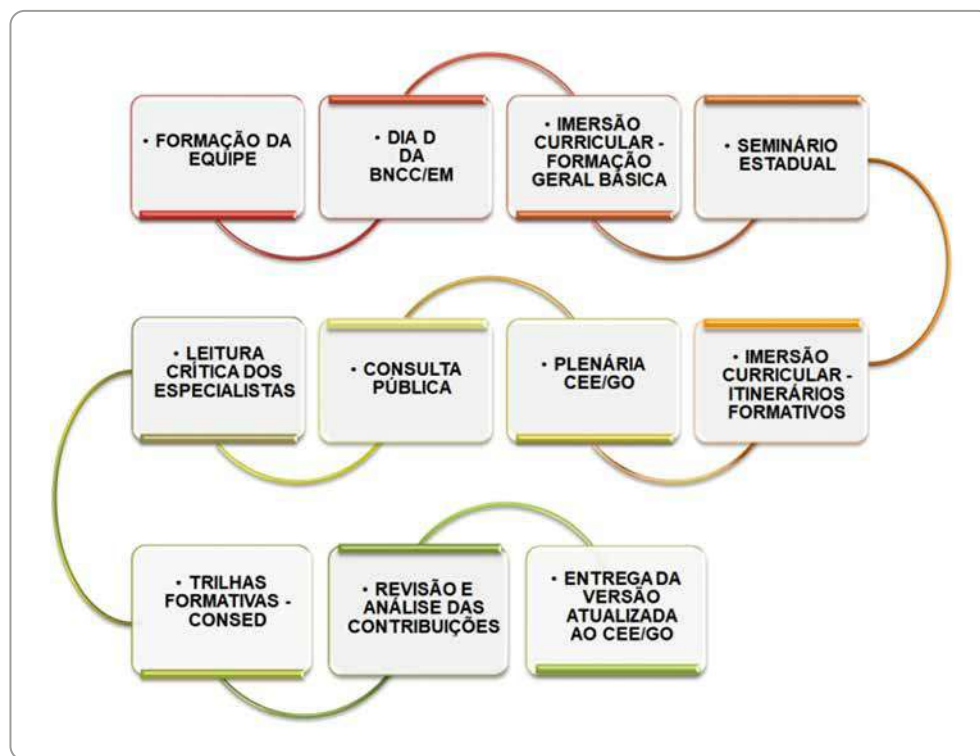 • FORMAÇÃO DA
EQUIPE
• DIA D
DA
BNCC/EM
• IMERSÃO
CURRICULAR -
FORMAÇÃO
GERAL BÁSICA
• SEMINÁRIO
ESTADUAL
• IMERSÃO
CURRICULAR -
ITINERÁRIOS
FORMATIVOS
• PLENÁRIA
CEE/GO
• CONSULTA
PÚBLICA
• LEITURA
CRÍTICA DOS
ESPECIALISTAS
• TRILHAS
FORMATIVAS -
CONSED
• REVISÃO E
ANÁLISE DAS
CONTRIBUIÇÕES
• ENTREGA DA
VERSÃO
ATUALIZADA
AO CEE/GO